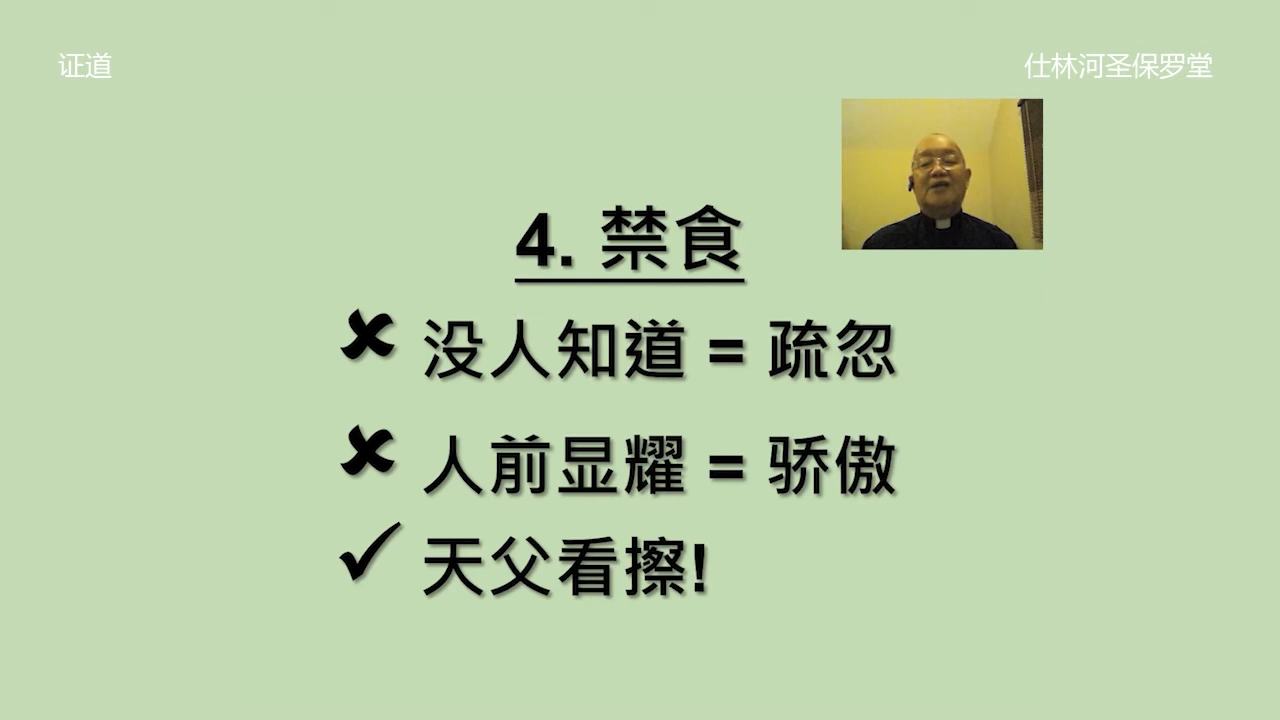 证道
仕林河圣保罗堂
4. 禁食
✘ 没人知道 = 疏忽
✘ 人前显耀 = 骄傲
✓ 天父看擦!